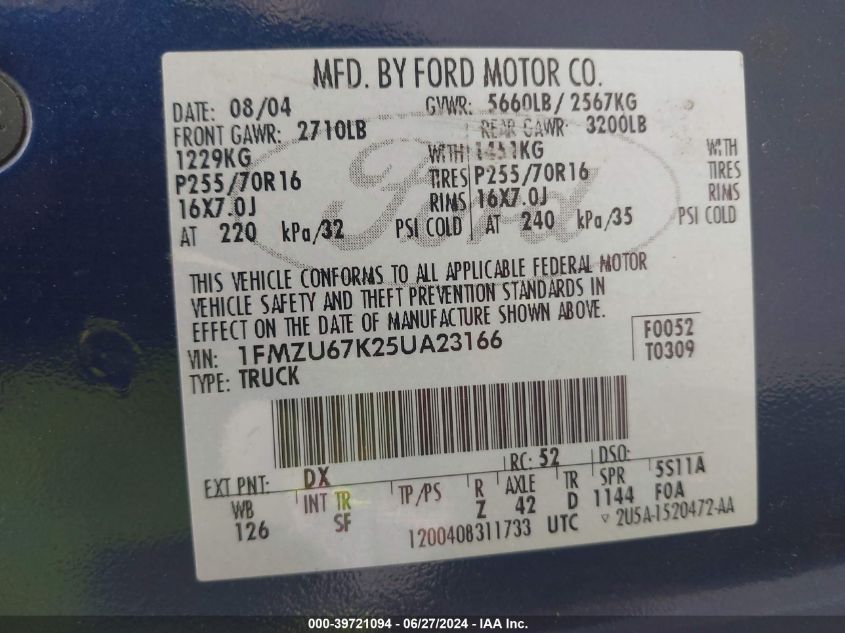 MFD. BY FORD MOTOR CO.
DATE: 08/04 GVWR: 5660LB/ 2567KG
FRONT GAWR: 2710LB REAR GAWR: 3200LB
1229KG WITH 1451KG WITH
P255/70R16 TIRES P255/70R16 TIRES
16X7.0J RIMS 16X7.0J RIMS
AT 220 kPa/32 PSI COLD AT 240 kPa/35 PSI COLD
Ford
THIS VEHICLE CONFORMS TO ALL APPLICABLE FEDERAL MOTOR
VEHICLE SAFETY AND THEFT PREVENTION STANDARDS IN
EFFECT ON THE DATE OF MANUFACTURE SHOWN ABOVE.
VIN: 1FMZU67K25UA23166 F0052
TYPE: TRUCK T0309
EXT PNT: DX RC: 52 DSO:
WB INT TR TP/PS R AXLE TR SPR 5S11A
126 SF Z 42 D 1144 F0A
1200408311733 UTC ▽ 2U5A-1520472-AA
000-39721094 - 06/27/2024 - IAA Inc.